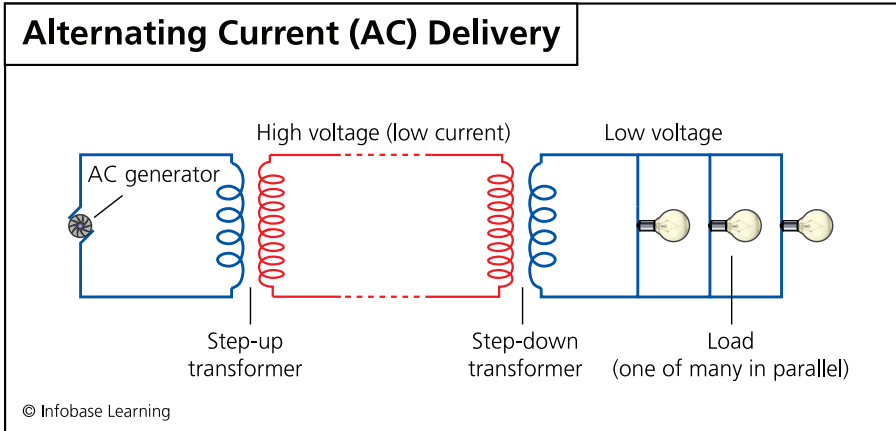 Alternating Current (AC) Delivery
High voltage (low current)
Low voltage
AC generator
Step-up
transformer
Step-down
transformer
Load
(one of many in parallel)
© Infobase Learning